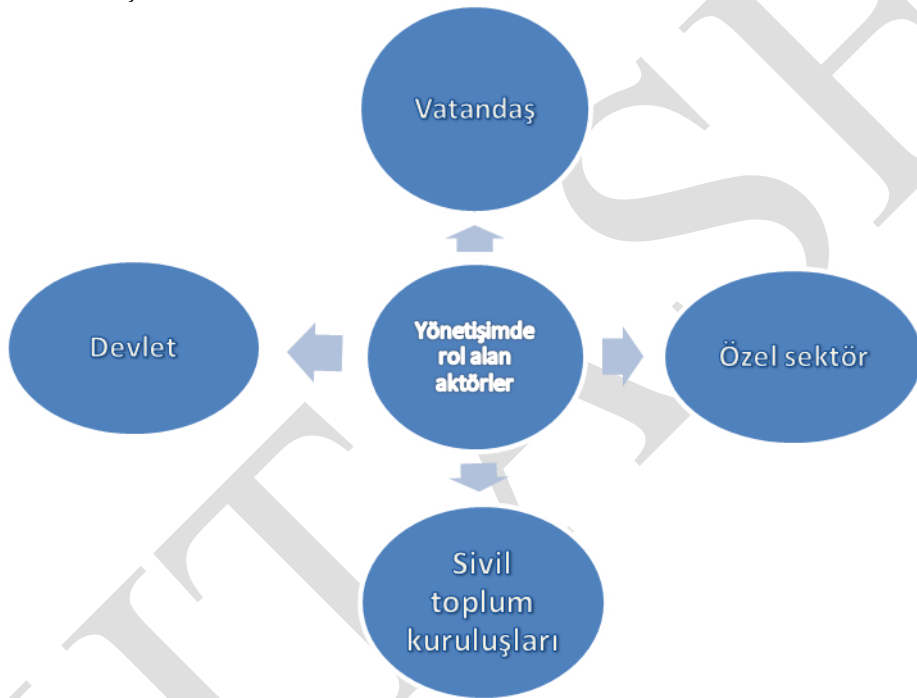 Vatandaş
Devlet
Yönetişimde
rol alan
aktörler
Özel sektör
Sivil
toplum
kuruluşları